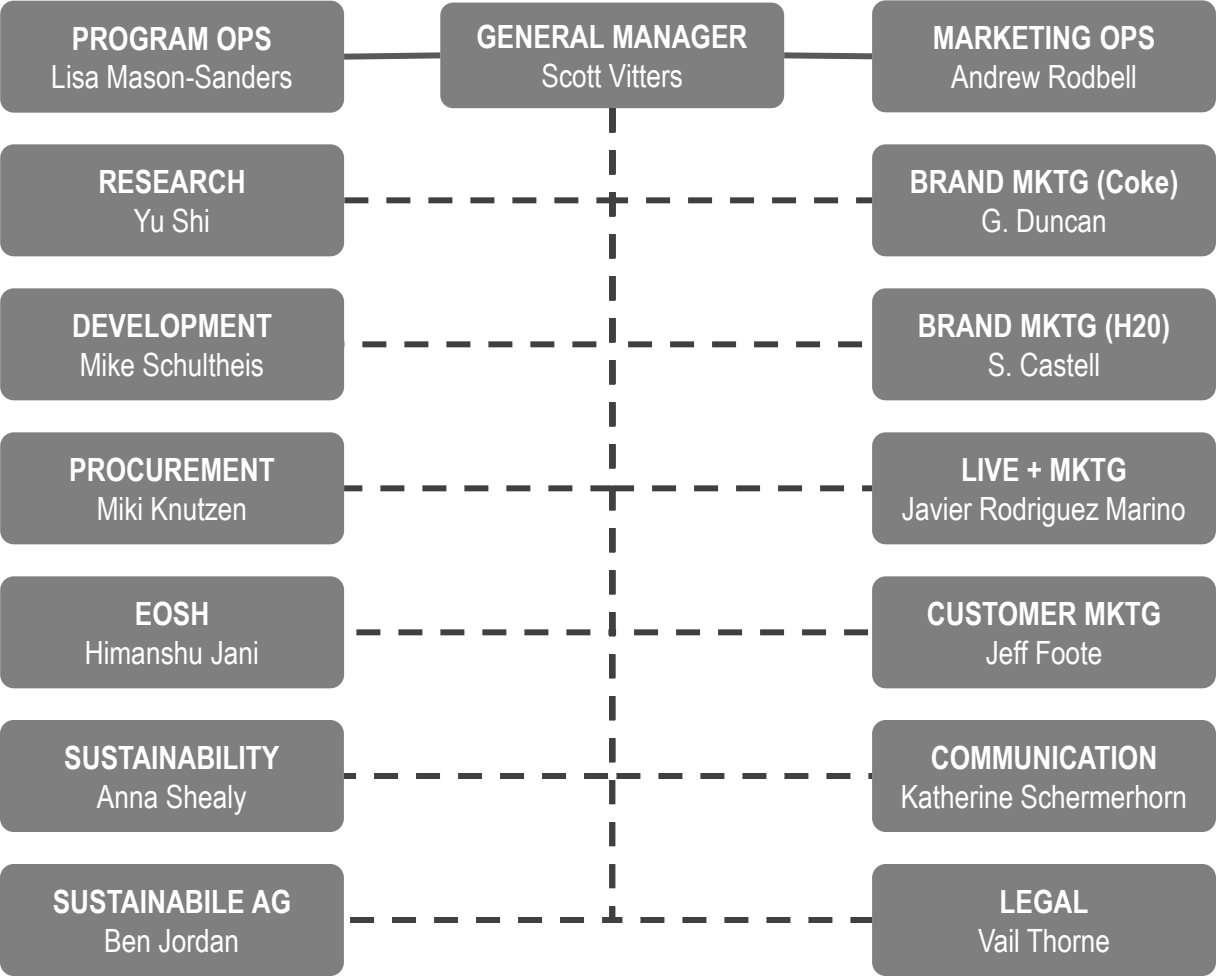 PROGRAM OPS
Lisa Mason-Sanders
GENERAL MANAGER
Scott Vitters
MARKETING OPS
Andrew Rodbell
RESEARCH
Yu Shi
BRAND MKTG (Coke)
G. Duncan
DEVELOPMENT
Mike Schultheis
BRAND MKTG (H20)
S. Castell
PROCUREMENT
Miki Knutzen
LIVE + MKTG
Javier Rodriguez Marino
EOSH
Himanshu Jani
CUSTOMER MKTG
Jeff Foote
SUSTAINABILITY
Anna Shealy
COMMUNICATION
Katherine Schermerhorn
SUSTAINABILE AG
Ben Jordan
LEGAL
Vail Thorne